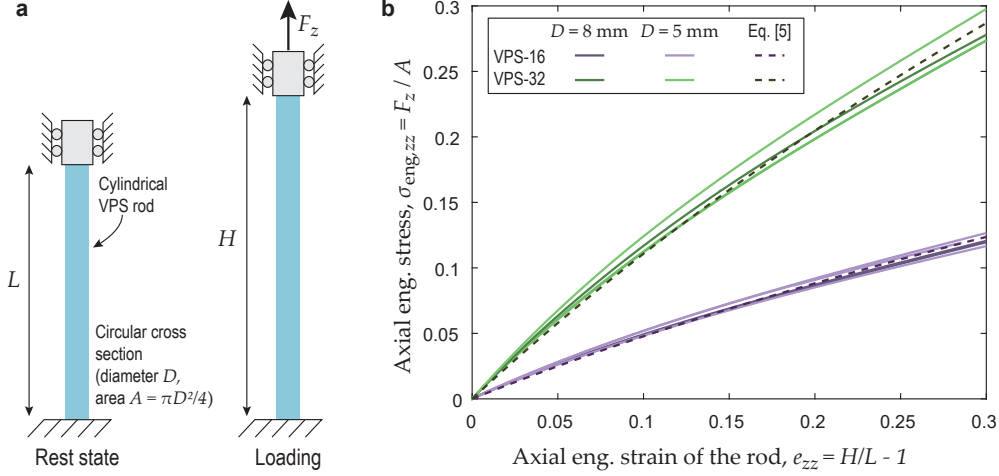 a
F_z
Cylindrical
VPS rod
L
H
Circular cross
section
(diameter D,
area A = πD²/4)
Rest state
Loading
b
0.3
0.25
0.2
0.15
0.1
0.05
0
Axial eng. stress, σ_eng,zz = F_z / A
D = 8 mm D = 5 mm Eq. [5]
VPS-16
VPS-32
0 0.05 0.1 0.15 0.2 0.25 0.3
Axial eng. strain of the rod, e_zz = H/L - 1